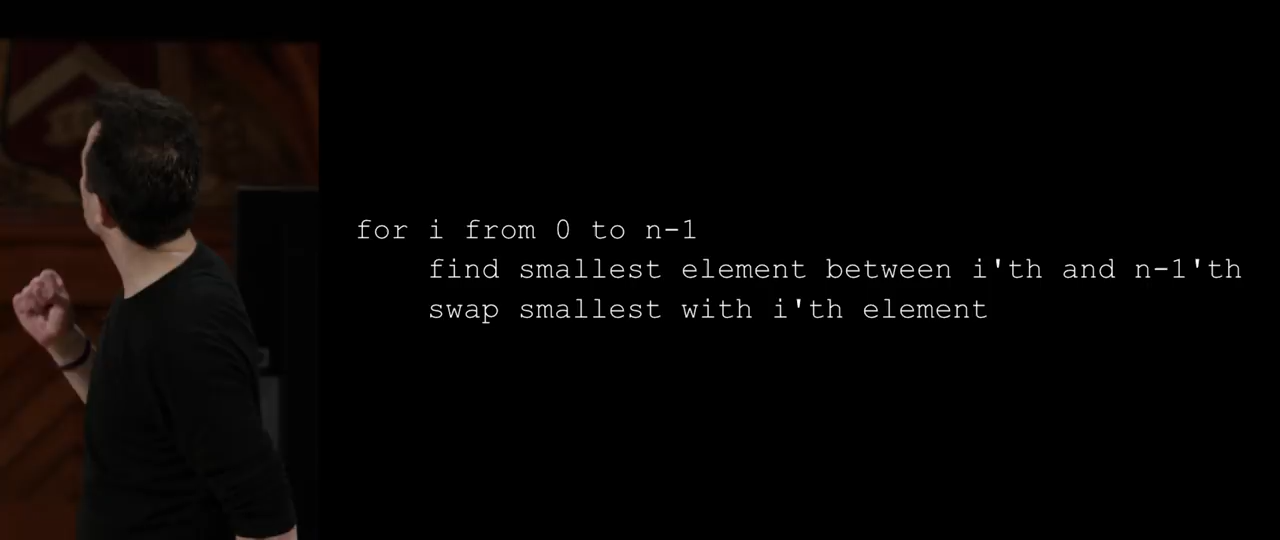 for i from 0 to n-1
find smallest element between i'th and n-1'th
swap smallest with i'th element